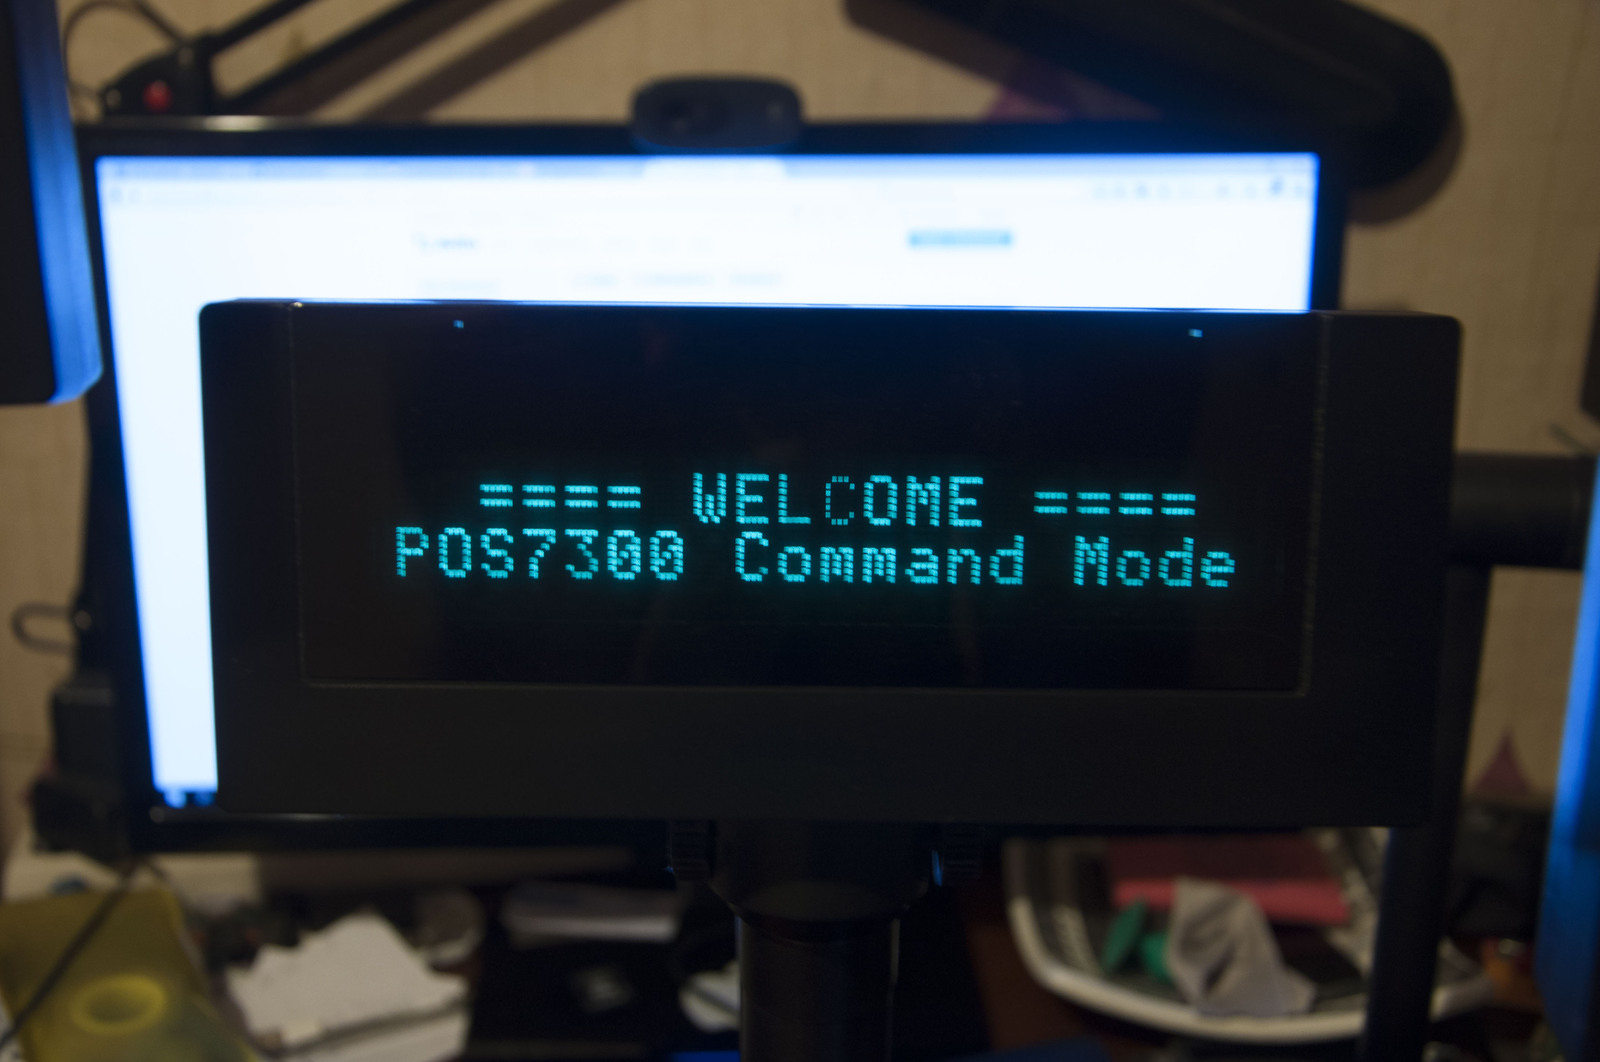 ==== WELCOME ====
POS7300 Command Mode